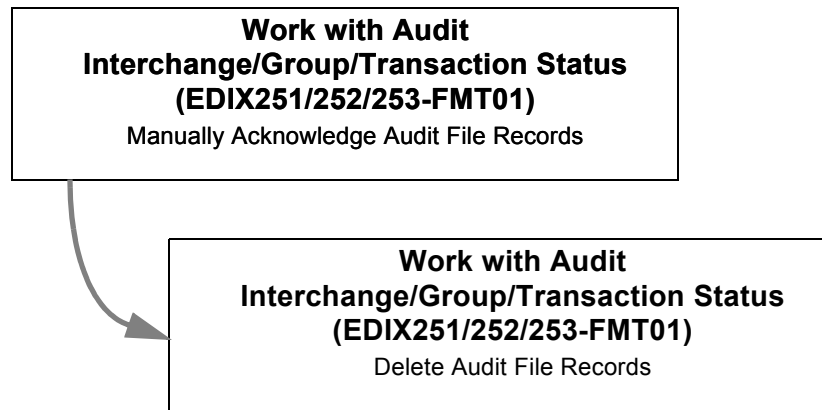 Work with Audit
Interchange/Group/Transaction Status
(EDIX251/252/253-FMT01)
Manually Acknowledge Audit File Records
Work with Audit
Interchange/Group/Transaction Status
(EDIX251/252/253-FMT01)
Delete Audit File Records